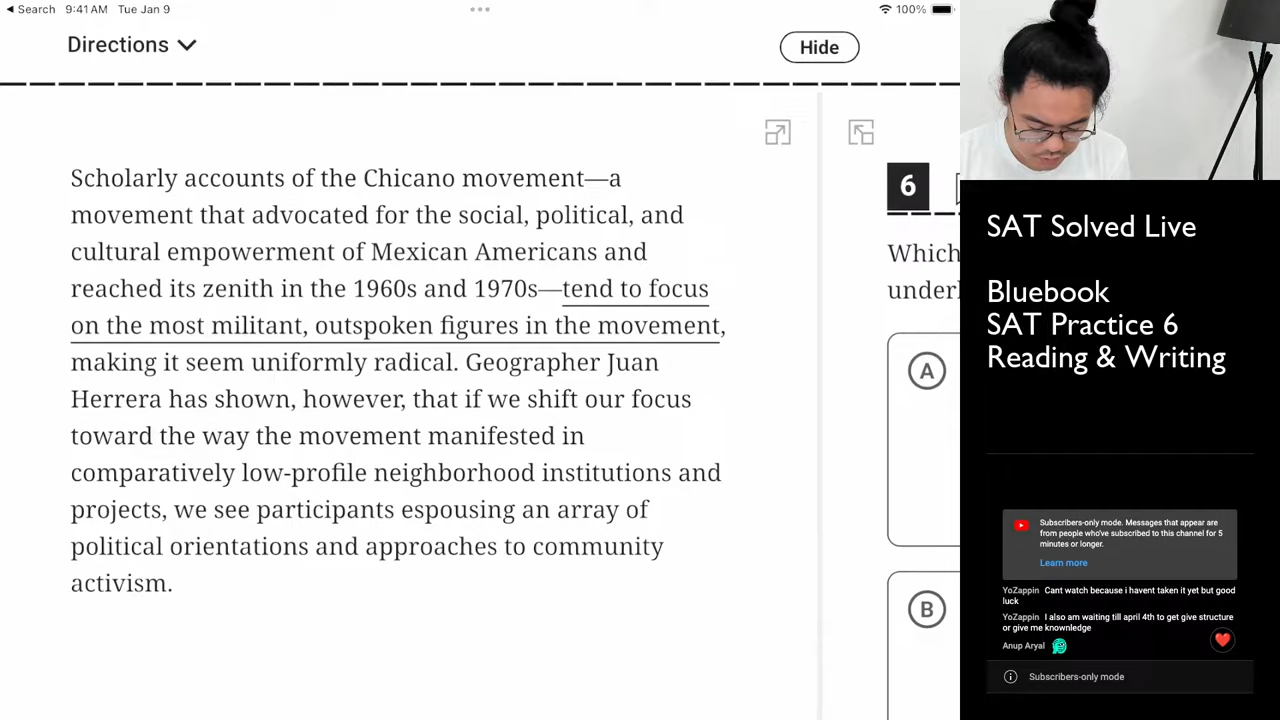 Search 9:41 AM Tue Jan 9
100%
Directions
Hide
Scholarly accounts of the Chicano movement—a
movement that advocated for the social, political, and
cultural empowerment of Mexican Americans and
reached its zenith in the 1960s and 1970s—tend to focus
on the most militant, outspoken figures in the movement,
making it seem uniformly radical. Geographer Juan
Herrera has shown, however, that if we shift our focus
toward the way the movement manifested in
comparatively low-profile neighborhood institutions and
projects, we see participants espousing an array of
political orientations and approaches to community
activism.
6
Which
A
B
SAT Solved Live
Bluebook
SAT Practice 6
Reading & Writing
Subscribers-only mode. Messages that appear are
from people who've subscribed to this channel for 5
minutes or longer.
Learn more
YoZappin Cant watch because i havent taken it yet but good
luck
YoZappin I also am waiting till april 4th to get give structure
or give me knownledge
Anup Aryal
Subscribers-only mode